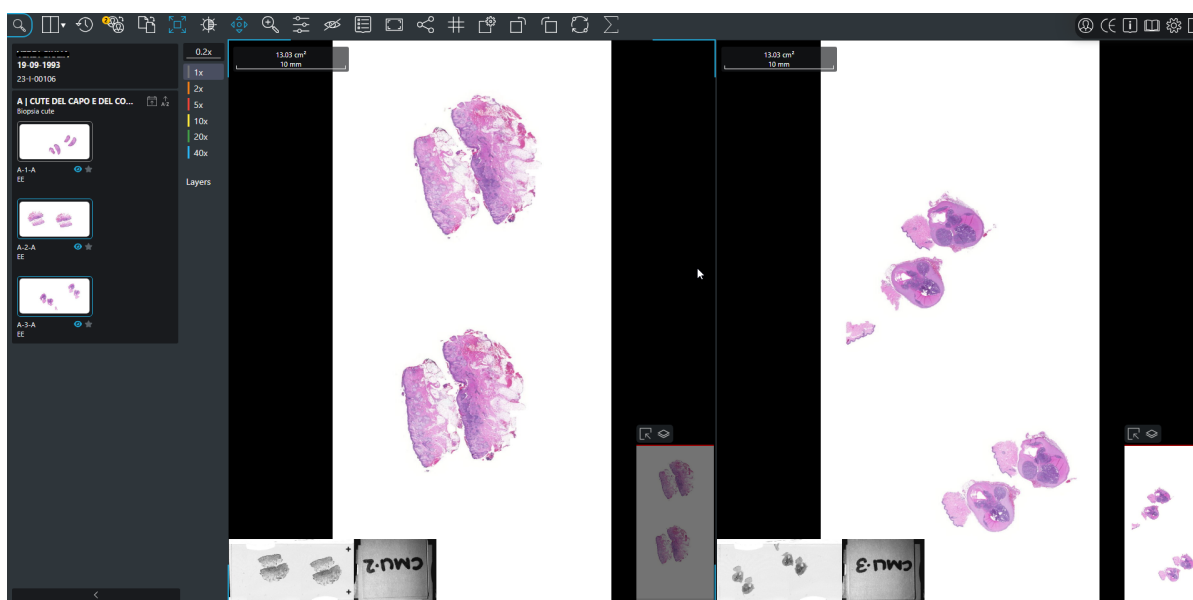 2
CE
19-09-1993
23-I-00106
A | CUTE DEL CAPO E DEL CO...
A-Z
Biopsia cute
A-1-A
EE
A-2-A
EE
A-3-A
EE
0.2x
1x
2x
5x
10x
20x
40x
Layers
13.03 cm²
10 mm
13.03 cm²
10 mm
CMU-2
CMU-3